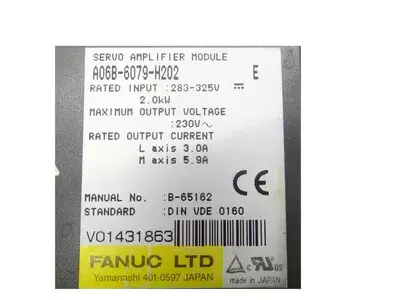 SERVO AMPLIFIER MODULE
A06B-6079-H202 E
RATED INPUT :283-325V ⎓
2.0kW
MAXIMUM OUTPUT VOLTAGE
:230V～
RATED OUTPUT CURRENT
L axis 3.0A
M axis 5.9A
MANUAL No. :B-65162
STANDARD :DIN VDE 0160
CE
V01431863
FANUC LTD
Yamanashi 401-0597 JAPAN
c UL US
made in JAPAN